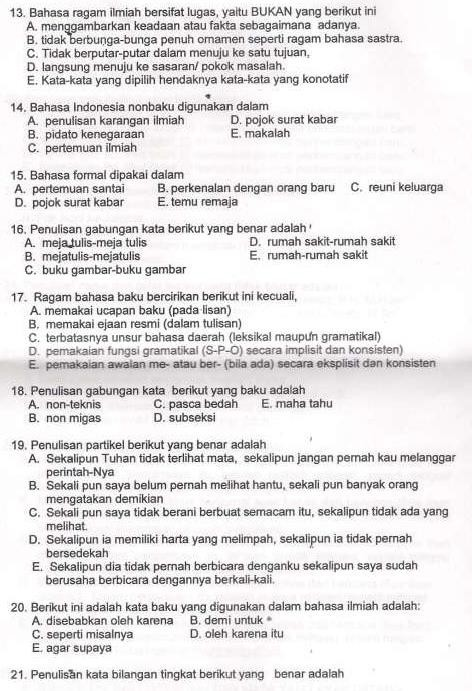 13. Bahasa ragam ilmiah bersifat lugas, yaitu BUKAN yang berikut ini
A. menggambarkan keadaan atau fakta sebagaimana adanya.
B. tidak berbunga-bunga penuh ornamen seperti ragam bahasa sastra.
C. Tidak berputar-putar dalam menuju ke satu tujuan,
D. langsung menuju ke sasaran/ pokok masalah.
E. Kata-kata yang dipilih hendaknya kata-kata yang konotatif
14. Bahasa Indonesia nonbaku digunakan dalam
A. penulisan karangan ilmiah D. pojok surat kabar
B. pidato kenegaraan E. makalah
C. pertemuan ilmiah
15. Bahasa formal dipakai dalam
A. pertemuan santai B. perkenalan dengan orang baru C. reuni keluarga
D. pojok surat kabar E. temu remaja
16. Penulisan gabungan kata berikut yang benar adalah
A. meja tulis-meja tulis D. rumah sakit-rumah sakit
B. mejatulis-mejatulis E. rumah-rumah sakit
C. buku gambar-buku gambar
17. Ragam bahasa baku bercirikan berikut ini kecuali,
A. memakai ucapan baku (pada lisan)
B. memakai ejaan resmi (dalam tulisan)
C. terbatasnya unsur bahasa daerah (leksikal maupun gramatikal)
D. pemakaian fungsi gramatikal (S-P-O) secara implisit dan konsisten)
E. pemakaian awalan me- atau ber- (bila ada) secara eksplisit dan konsisten
18. Penulisan gabungan kata berikut yang baku adalah
A. non-teknis C. pasca bedah E. maha tahu
B. non migas D. subseksi
19. Penulisan partikel berikut yang benar adalah
A. Sekalipun Tuhan tidak terlihat mata, sekalipun jangan pernah kau melanggar
perintah-Nya
B. Sekali pun saya belum pernah melihat hantu, sekali pun banyak orang
mengatakan demikian
C. Sekali pun saya tidak berani berbuat semacam itu, sekalipun tidak ada yang
melihat.
D. Sekalipun ia memiliki harta yang melimpah, sekalipun ia tidak pernah
bersedekah
E. Sekalipun dia tidak pernah berbicara denganku sekalipun saya sudah
berusaha berbicara dengannya berkali-kali.
20. Berikut ini adalah kata baku yang digunakan dalam bahasa ilmiah adalah:
A. disebabkan oleh karena B. demi untuk
C. seperti misalnya D. oleh karena itu
E. agar supaya
21. Penulisan kata bilangan tingkat berikut yang benar adalah